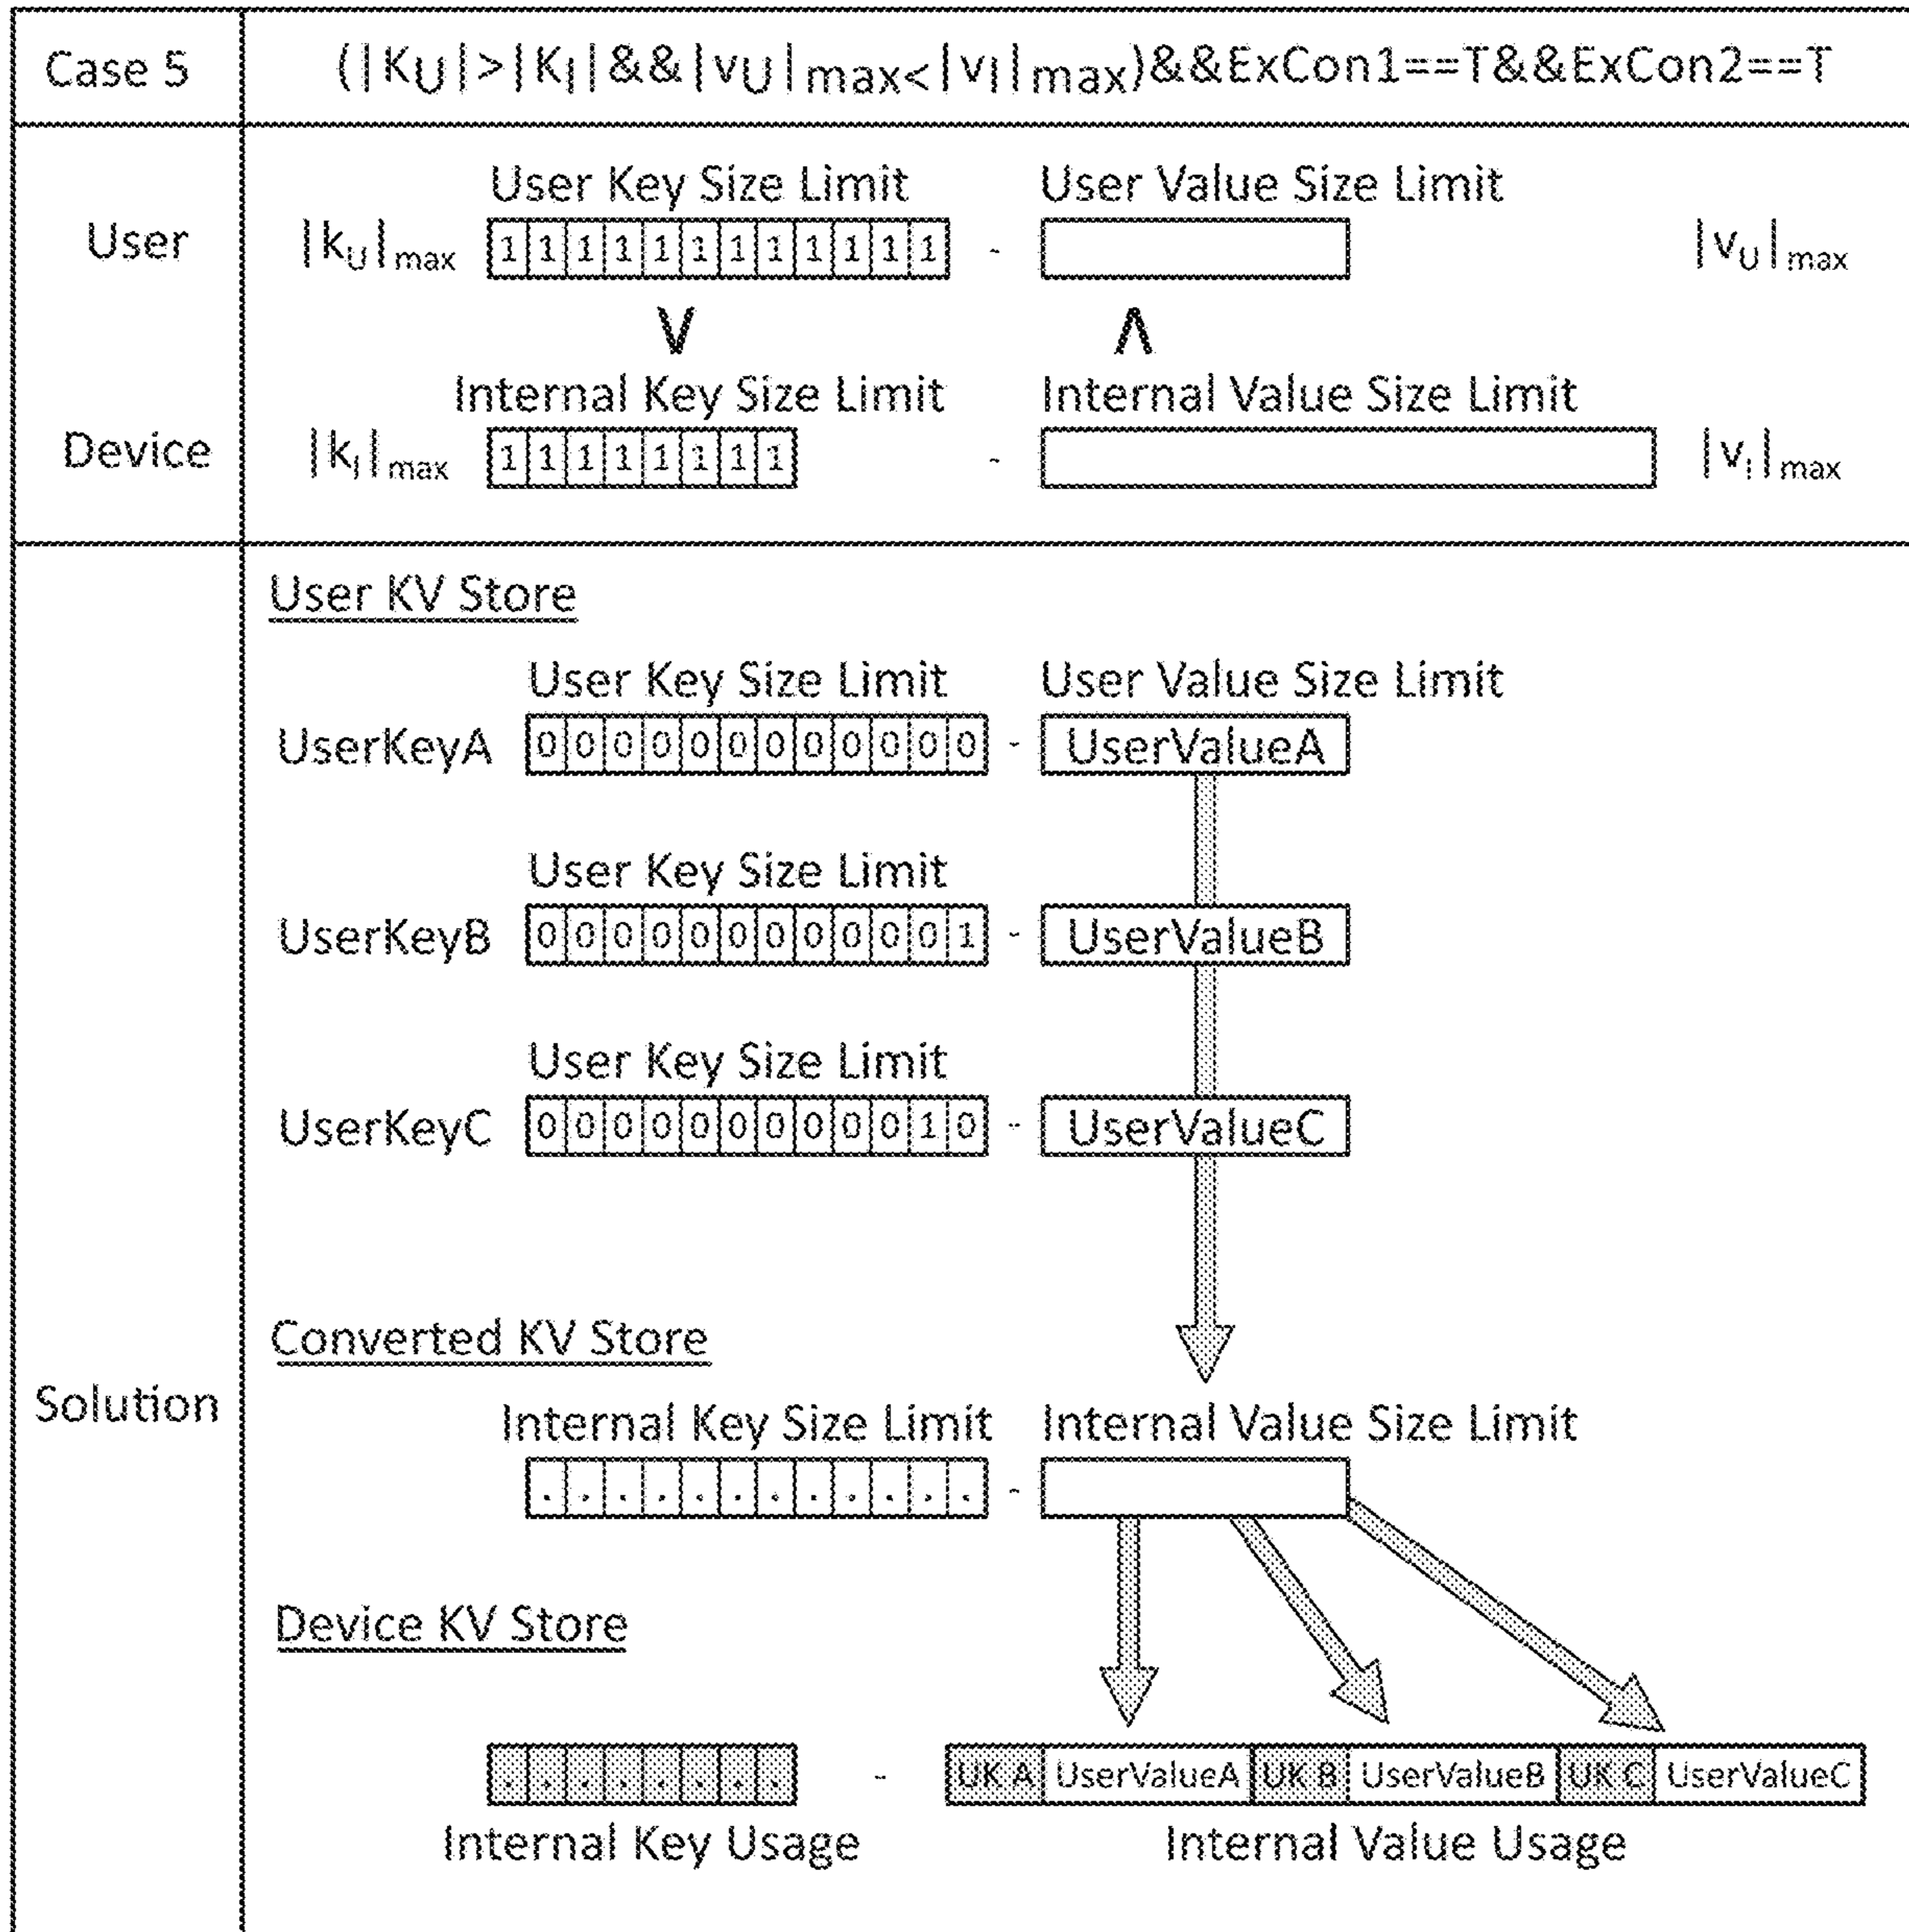 Case 5 (|KU|>|KI|&&|vU|max<|vI|max)&&ExCon1==T&&ExCon2==T
User Key Size Limit User Value Size Limit
User |kU|max 1 1 1 1 1 1 1 1 1 1 1 1 - |vU|max
V Λ
Internal Key Size Limit Internal Value Size Limit
Device |kI|max 1 1 1 1 1 1 1 1 - |vI|max
Solution
User KV Store
User Key Size Limit User Value Size Limit
UserKeyA 0 0 0 0 0 0 0 0 0 0 0 0 - UserValueA
User Key Size Limit
UserKeyB 0 0 0 0 0 0 0 0 0 0 0 1 - UserValueB
User Key Size Limit
UserKeyC 0 0 0 0 0 0 0 0 0 0 1 0 - UserValueC
Converted KV Store
Internal Key Size Limit Internal Value Size Limit
. . . . . . . . . . . . -
Device KV Store
. . . . . . . . - UK A UserValueA UK B UserValueB UK C UserValueC
Internal Key Usage Internal Value Usage